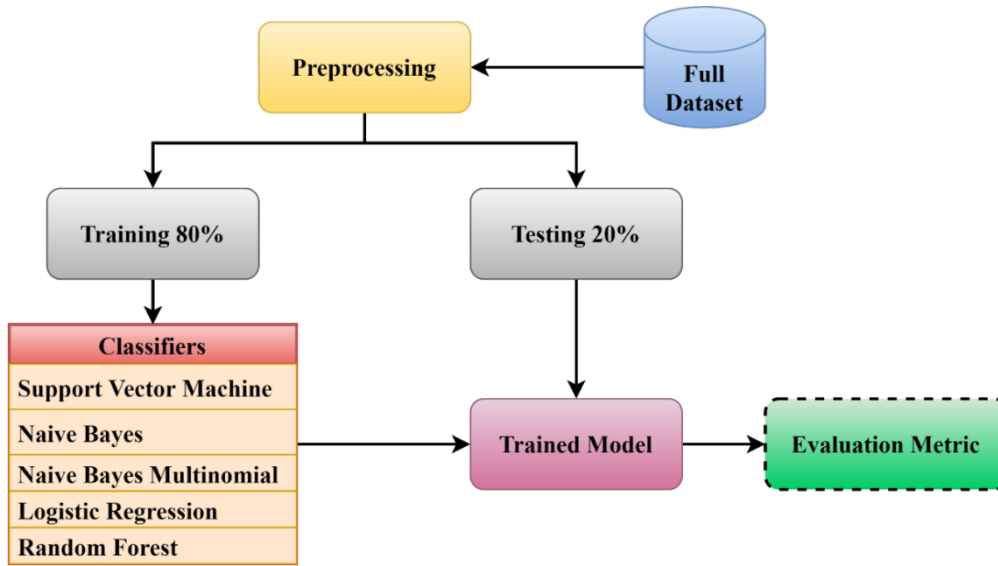 Preprocessing
Full
Dataset
Training 80%
Testing 20%
Classifiers
Support Vector Machine
Naive Bayes
Naive Bayes Multinomial
Logistic Regression
Random Forest
Trained Model
Evaluation Metric